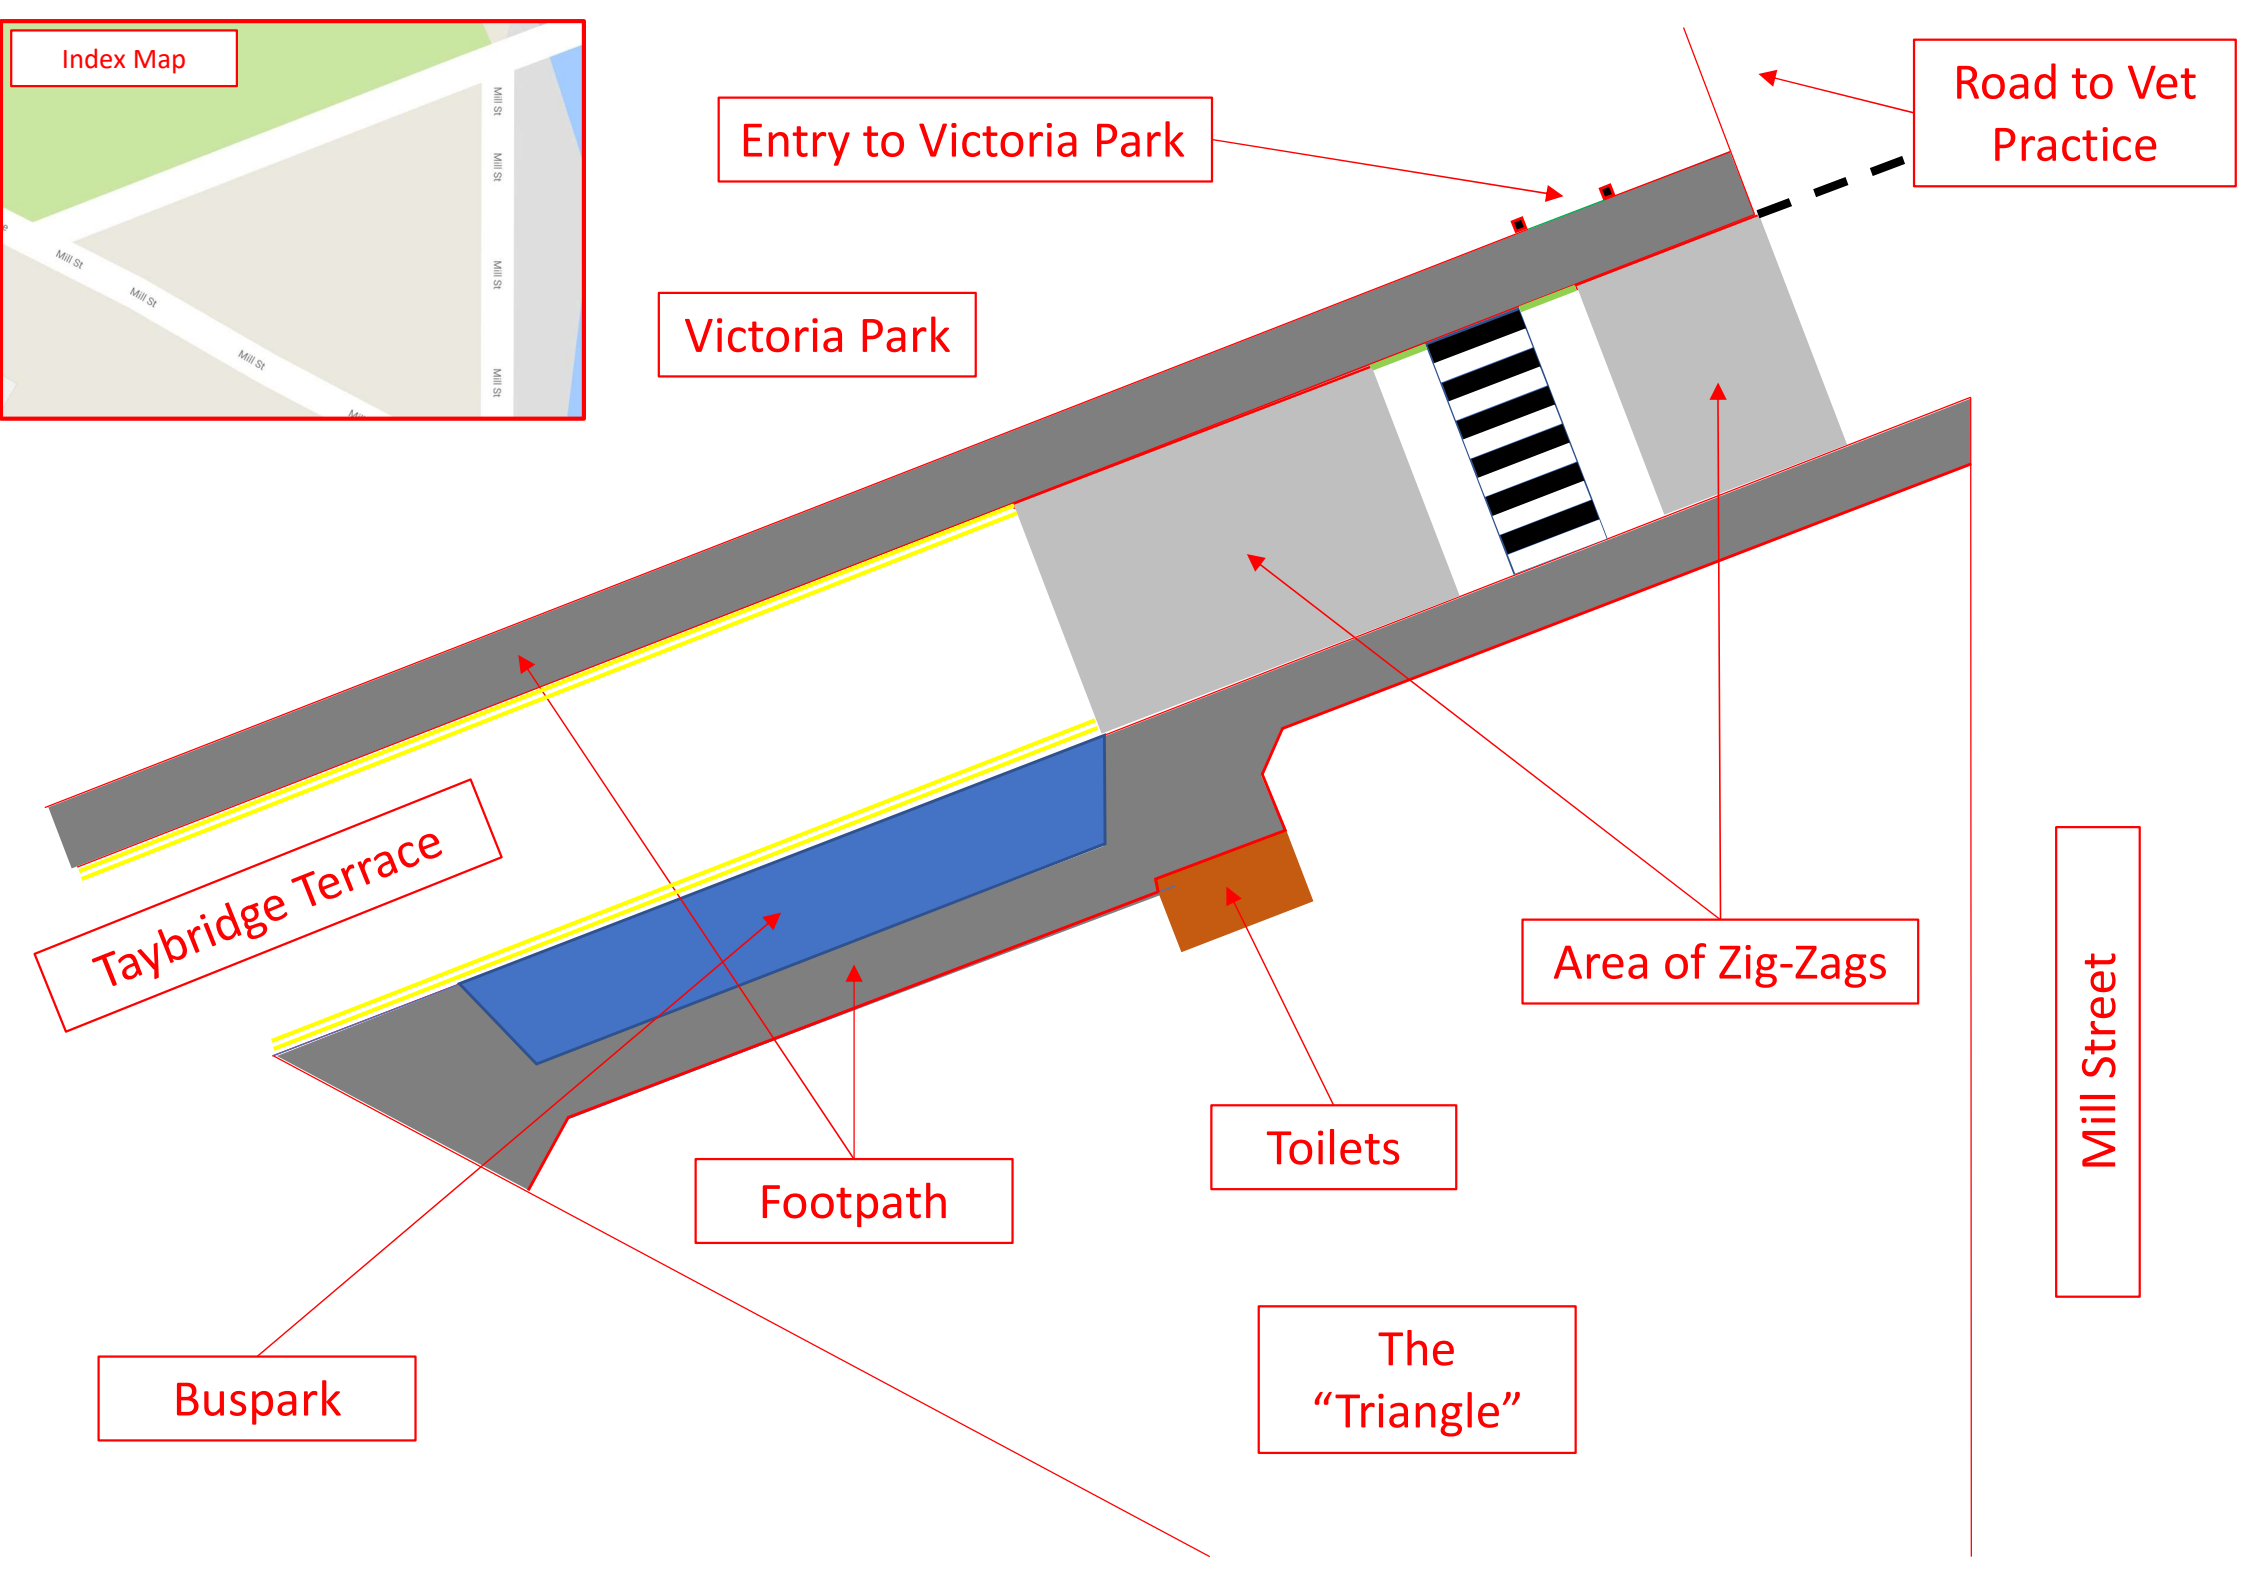 Index Map
Mill St
Mill St
Mill St
Mill St
Mill St
Mill St
Mill St
Entry to Victoria Park
Road to Vet
Practice
Victoria Park
Taybridge Terrace
Area of Zig-Zags
Mill Street
Toilets
Footpath
Buspark
The
“Triangle”